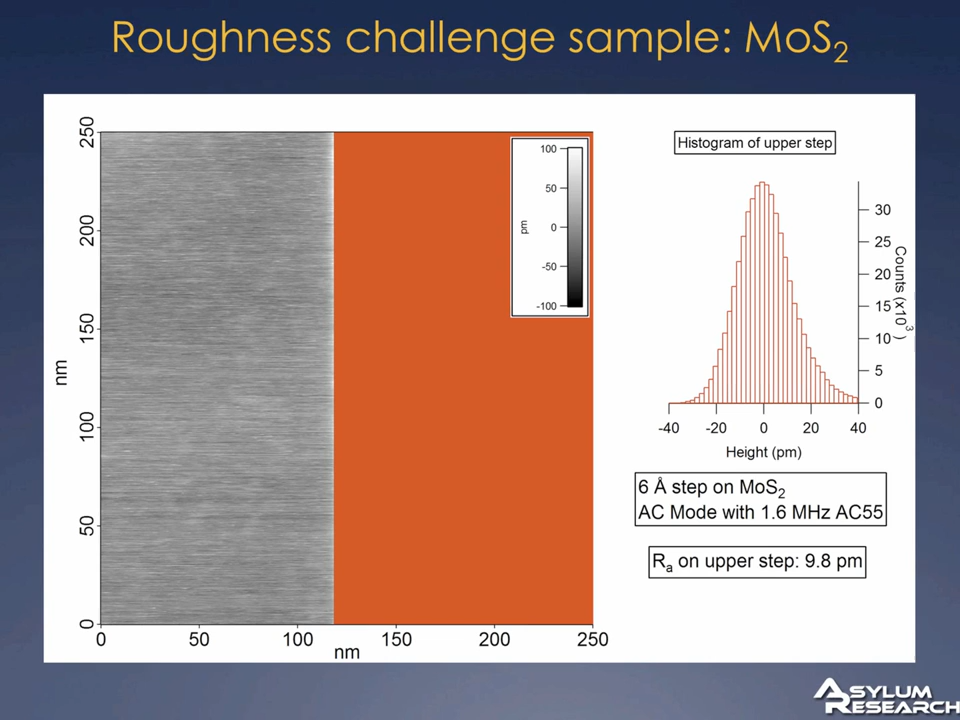 Roughness challenge sample: MoS₂
250
200
150
100
50
0
nm
0
50
100
150
200
250
nm
100
50
0
-50
-100
pm
Histogram of upper step
30
25
20
15
10
5
0
Counts (x10³)
-40
-20
0
20
40
Height (pm)
6 Å step on MoS₂
AC Mode with 1.6 MHz AC55
Rₐ on upper step: 9.8 pm
ASYLUM
RESEARCH